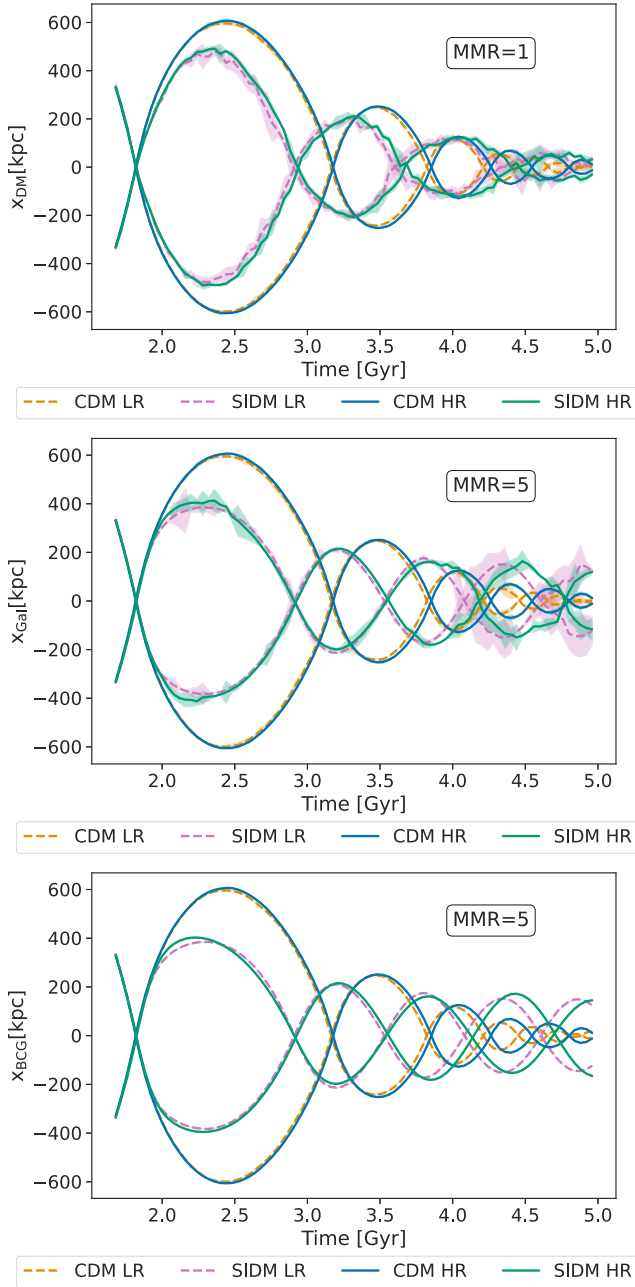 600
400
200
0
−200
−400
−600
x_DM[kpc]
MMR=1
2.0 2.5 3.0 3.5 4.0 4.5 5.0
Time [Gyr]
CDM LR SIDM LR CDM HR SIDM HR
600
400
200
0
−200
−400
−600
x_Gal[kpc]
MMR=5
2.0 2.5 3.0 3.5 4.0 4.5 5.0
Time [Gyr]
CDM LR SIDM LR CDM HR SIDM HR
600
400
200
0
−200
−400
−600
x_BCG[kpc]
MMR=5
2.0 2.5 3.0 3.5 4.0 4.5 5.0
Time [Gyr]
CDM LR SIDM LR CDM HR SIDM HR